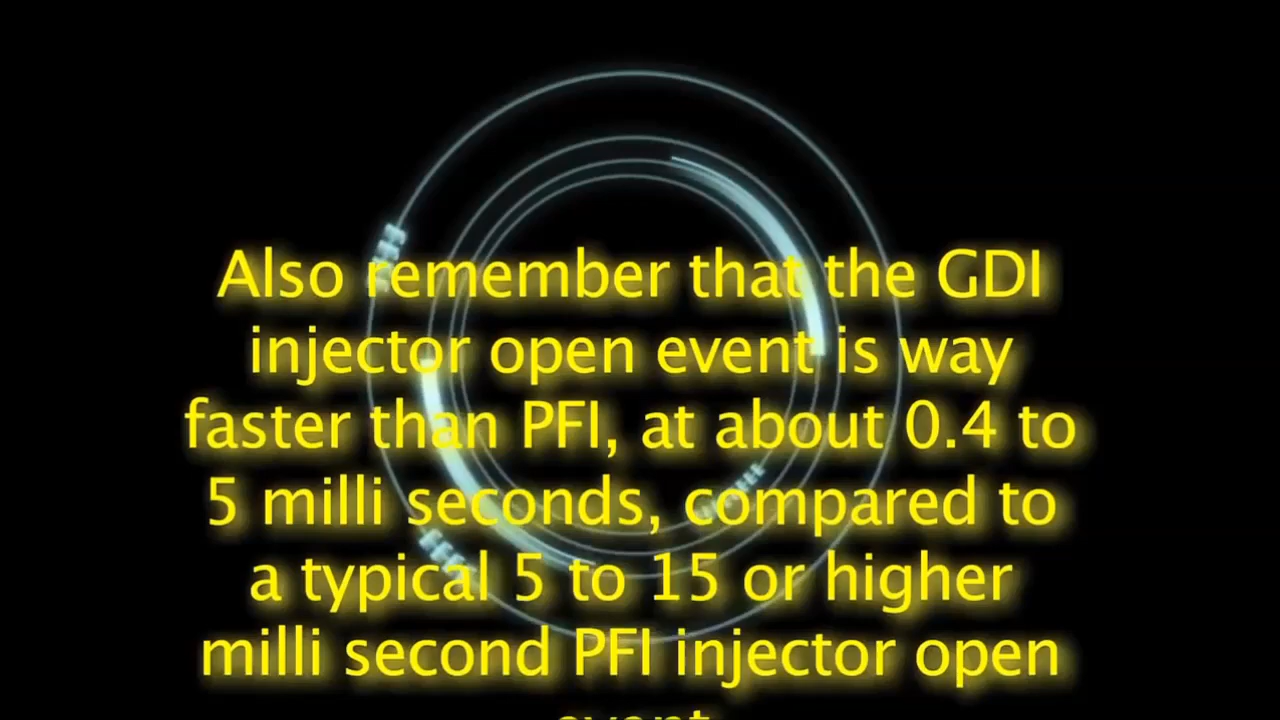 Also remember that the GDI
injector open event is way
faster than PFI, at about 0.4 to
5 milli seconds, compared to
a typical 5 to 15 or higher
milli second PFI injector open
event